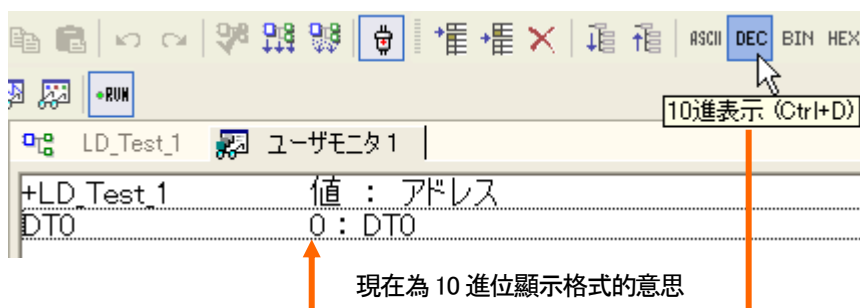 ASCII DEC BIN HEX
RUN
10進表示 (Ctrl+D)
LD_Test_1 ユーザモニタ1
+LD_Test_1 値 : アドレス
DT0 0 : DT0
現在為 10 進位顯示格式的意思